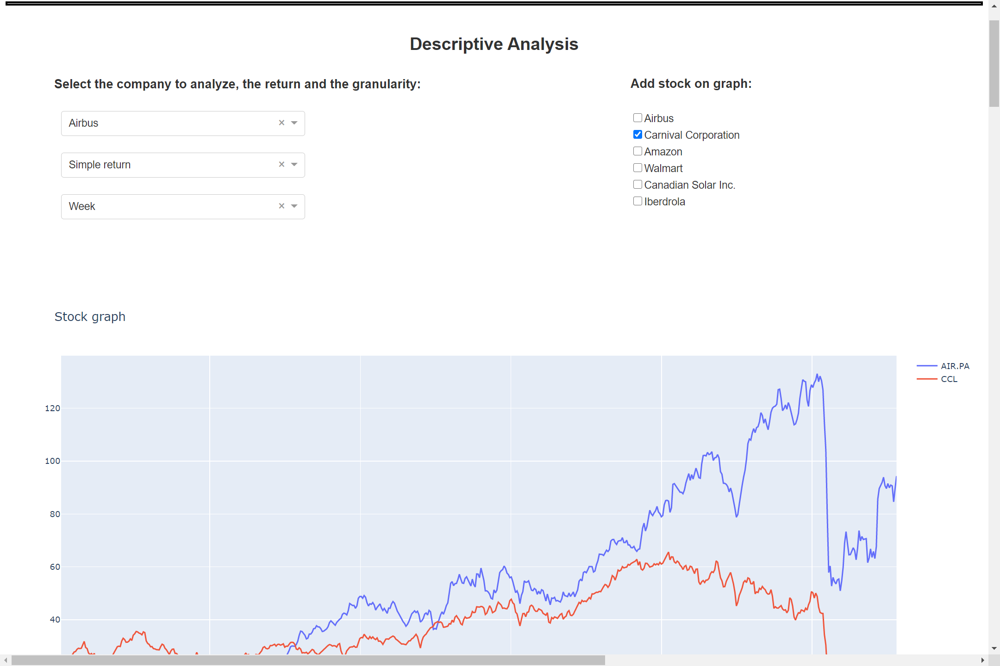 Descriptive Analysis
Select the company to analyze, the return and the granularity:
Airbus
Simple return
Week
Add stock on graph:
Airbus
Carnival Corporation
Amazon
Walmart
Canadian Solar Inc.
Iberdrola
Stock graph
AIR.PA
CCL
120
100
80
60
40